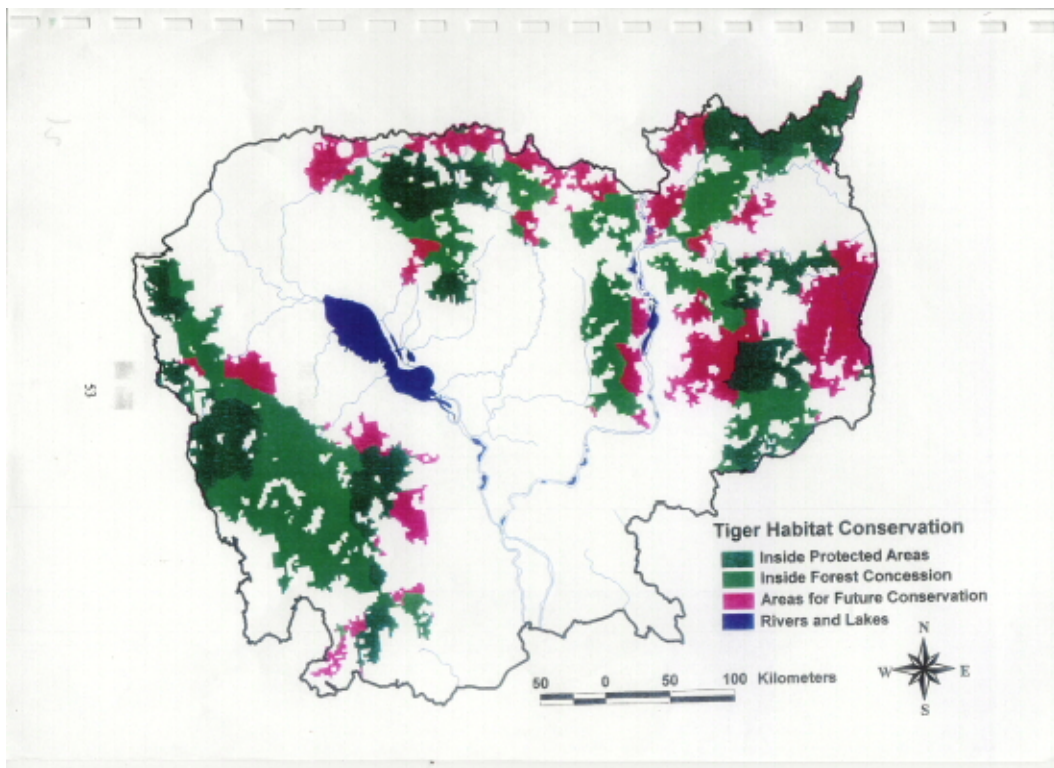 53
Tiger Habitat Conservation
Inside Protected Areas
Inside Forest Concession
Areas for Future Conservation
Rivers and Lakes
50 0 50 100 Kilometers
N
W E
S